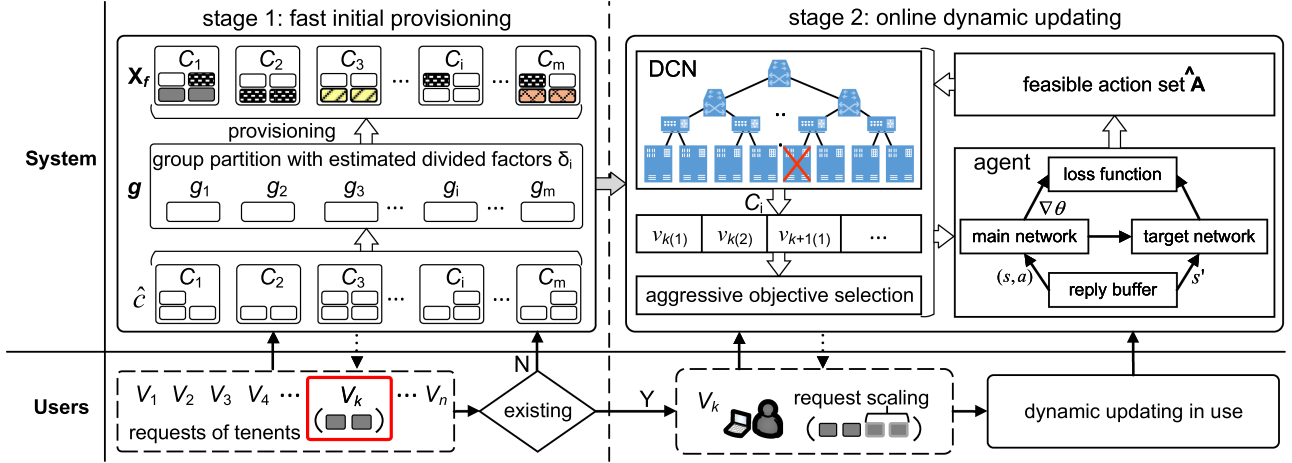 stage 1: fast initial provisioning
stage 2: online dynamic updating
System
Users
X_f
C_1 C_2 C_3 ... C_i ... C_m
provisioning
group partition with estimated divided factors δ_i
g
g_1 g_2 g_3 ... g_i ... g_m
ĉ
C_1 C_2 C_3 ... C_i ... C_m
DCN
..
C_i
v_k(1) v_k(2) v_k+1(1) ...
aggressive objective selection
feasible action set Â
agent
loss function
∇θ
main network
target network
(s,a)
s'
reply buffer
V_1 V_2 V_3 V_4 ... V_k ... V_n
( )
requests of tenents
existing
N
Y
V_k
request scaling
( )
dynamic updating in use